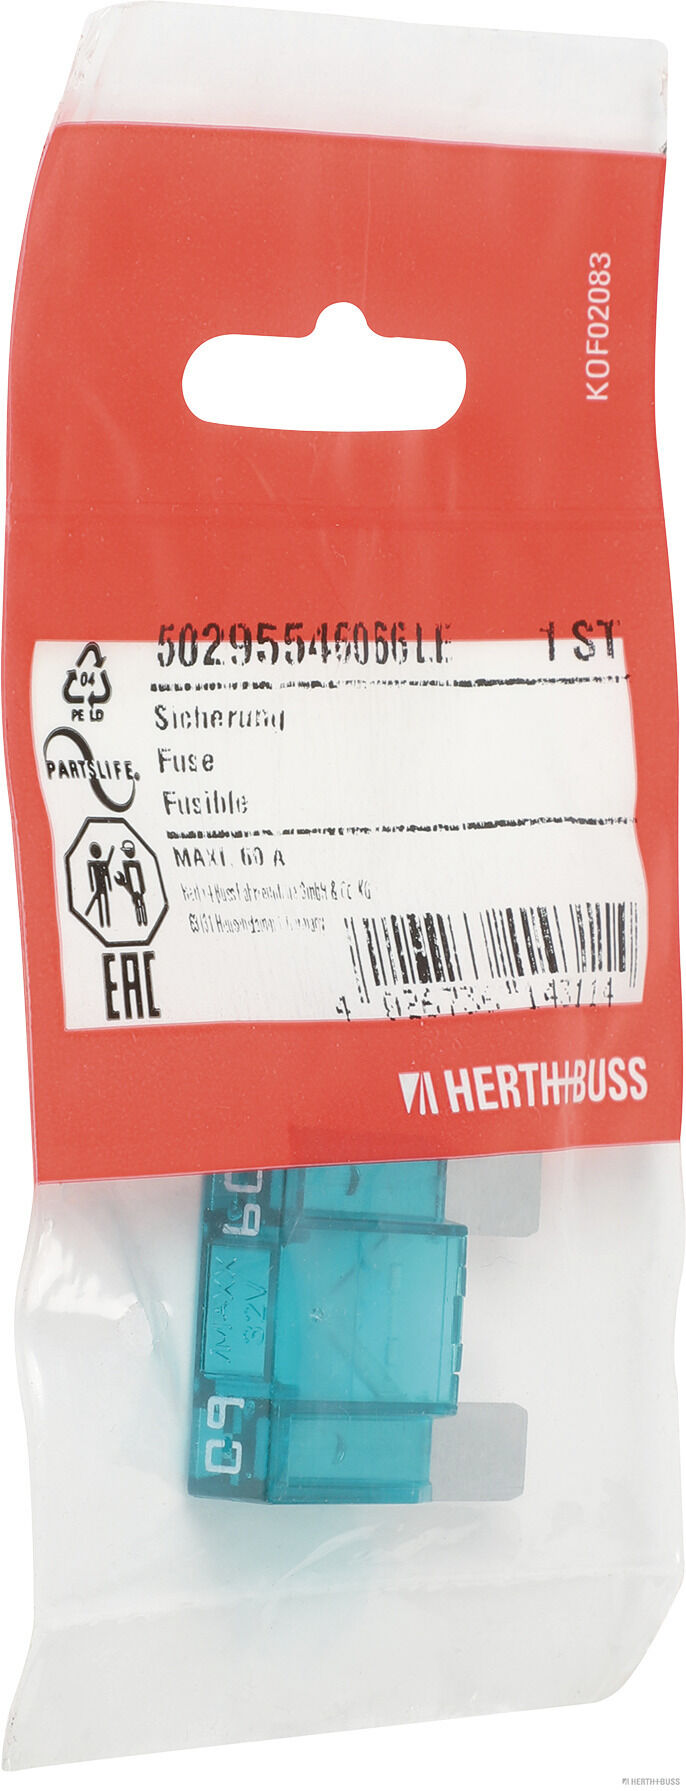 KOF02083
50295546066LE 1 ST
04
PE LD
Sicherung
PARTSLIFE®
Fuse
Fusible
MAXI, 60 A
EAC
HERTH+BUSS
60
MAXX
32V
60
HERTH+BUSS